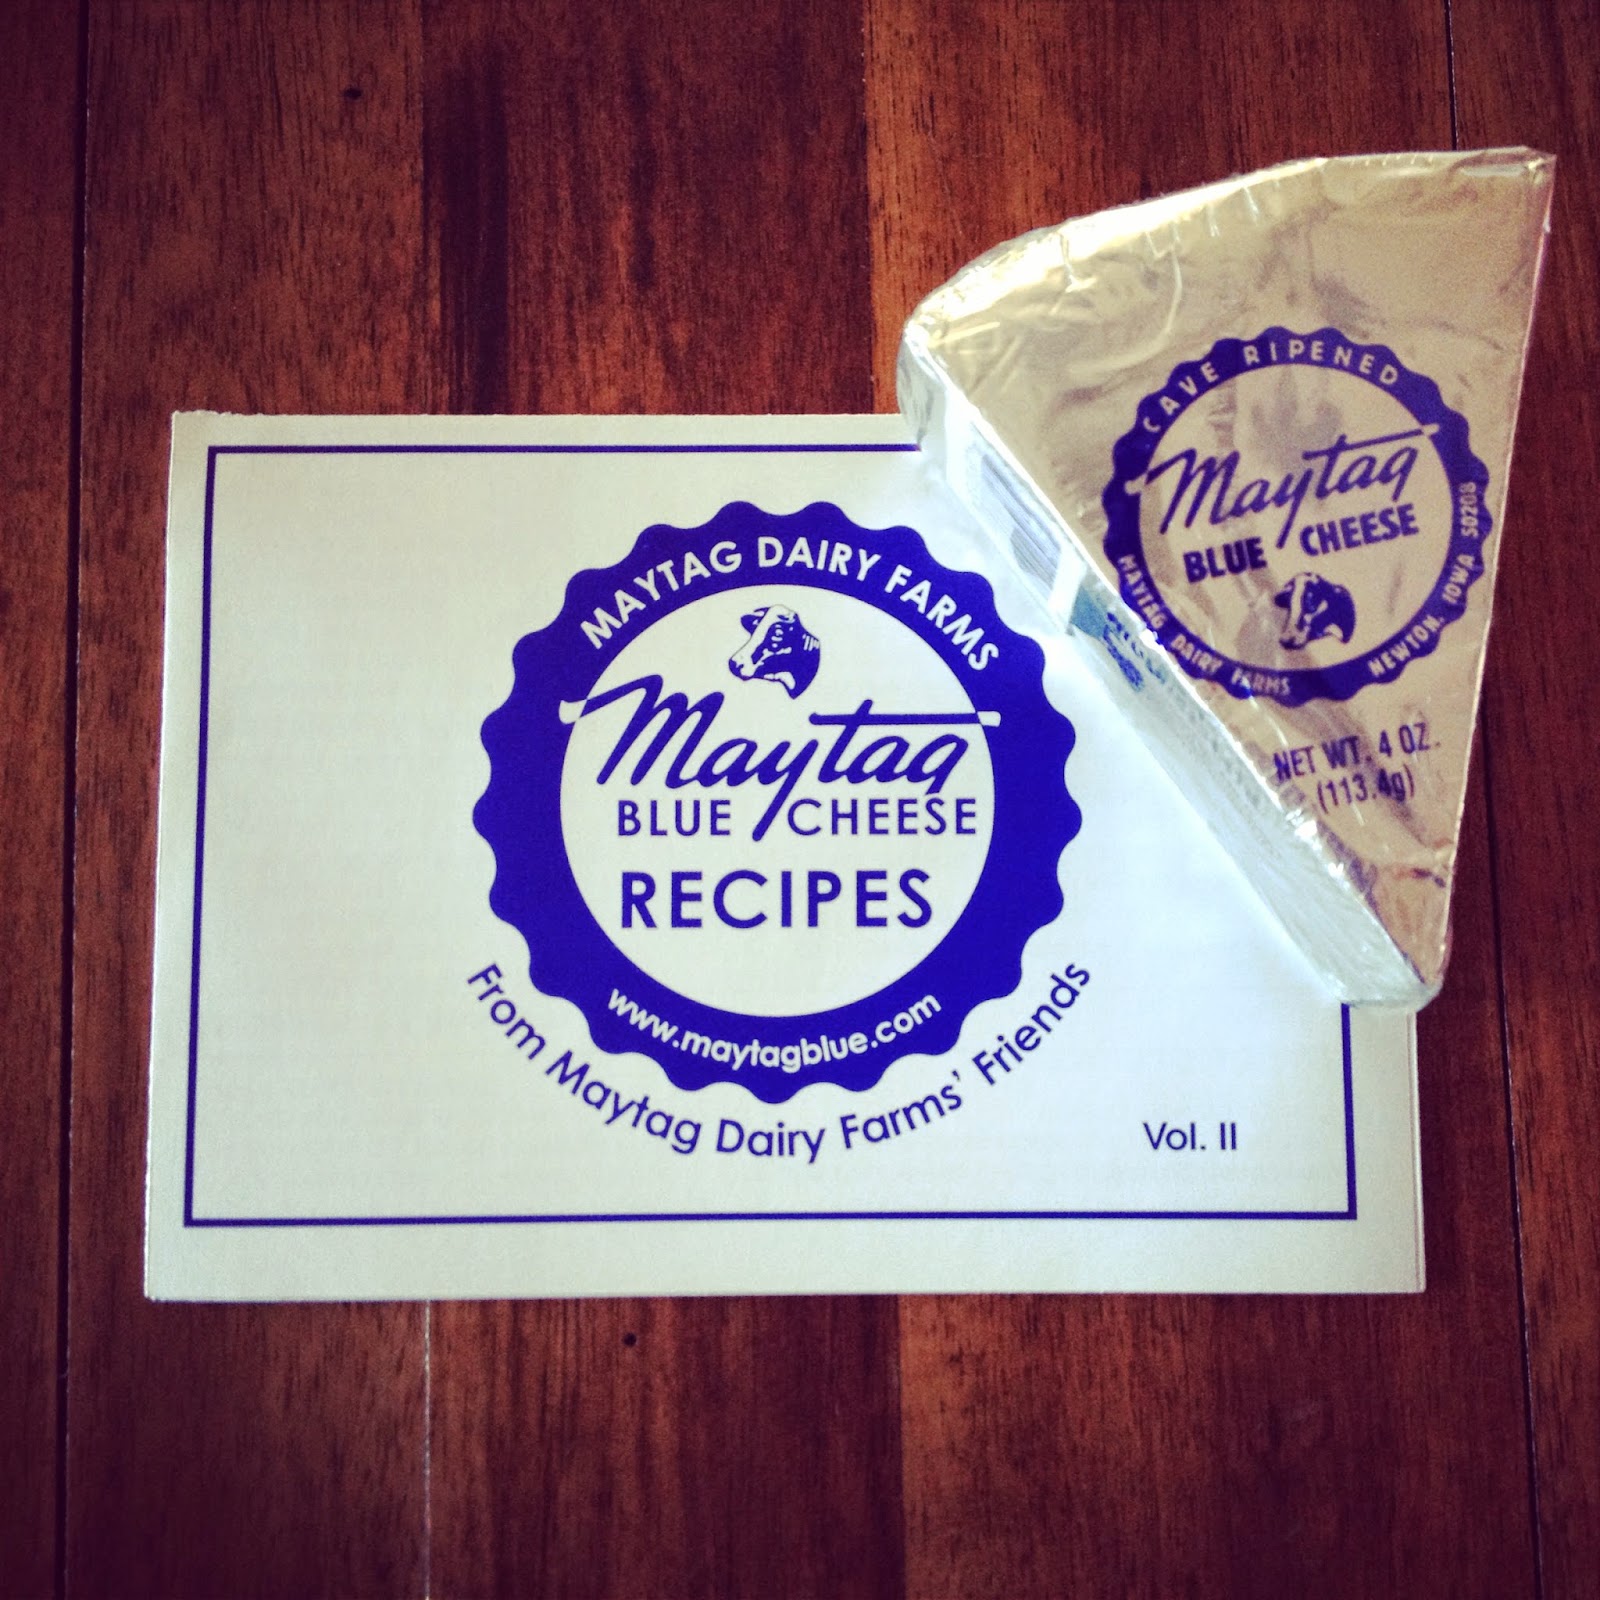 MAYTAG DAIRY FARMS
Maytag
BLUE CHEESE
RECIPES
www.maytagblue.com
From Maytag Dairy Farms' Friends
Vol. II
CAVE RIPENED
Maytag
BLUE CHEESE
MAYTAG DAIRY FARMS
NEWTON, IOWA 50208
NET WT. 4 OZ.
(113.4g)